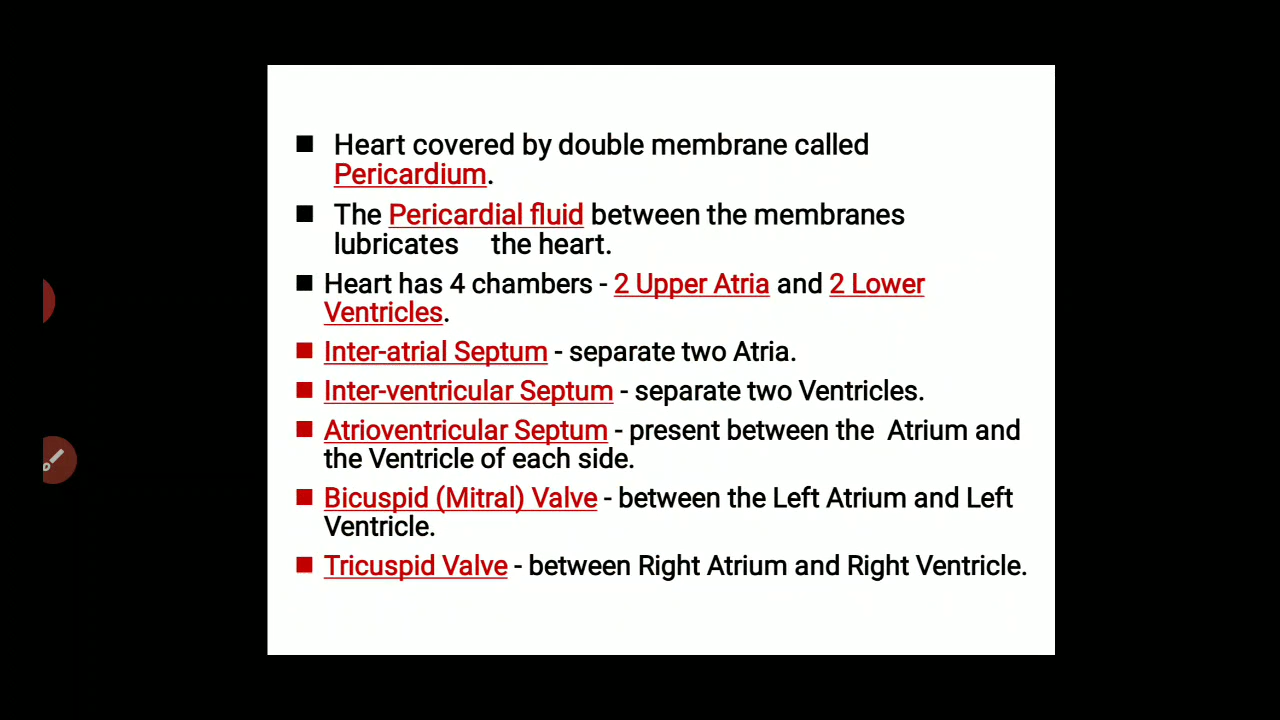 Heart covered by double membrane called
Pericardium.
The Pericardial fluid between the membranes
lubricates the heart.
Heart has 4 chambers - 2 Upper Atria and 2 Lower
Ventricles.
Inter-atrial Septum - separate two Atria.
Inter-ventricular Septum - separate two Ventricles.
Atrioventricular Septum - present between the Atrium and
the Ventricle of each side.
Bicuspid (Mitral) Valve - between the Left Atrium and Left
Ventricle.
Tricuspid Valve - between Right Atrium and Right Ventricle.